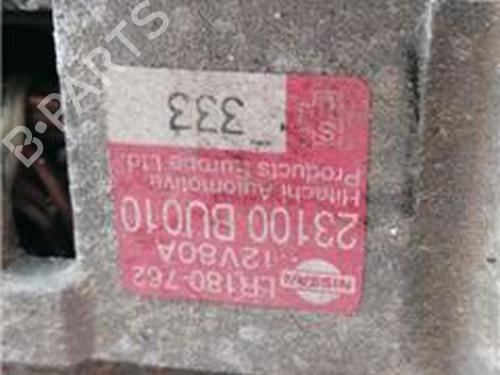 NISSAN
LR180-762
12V80A
23100 BU010
Hitachi Automotive
Products Europe Ltd.
333
B-PARTS